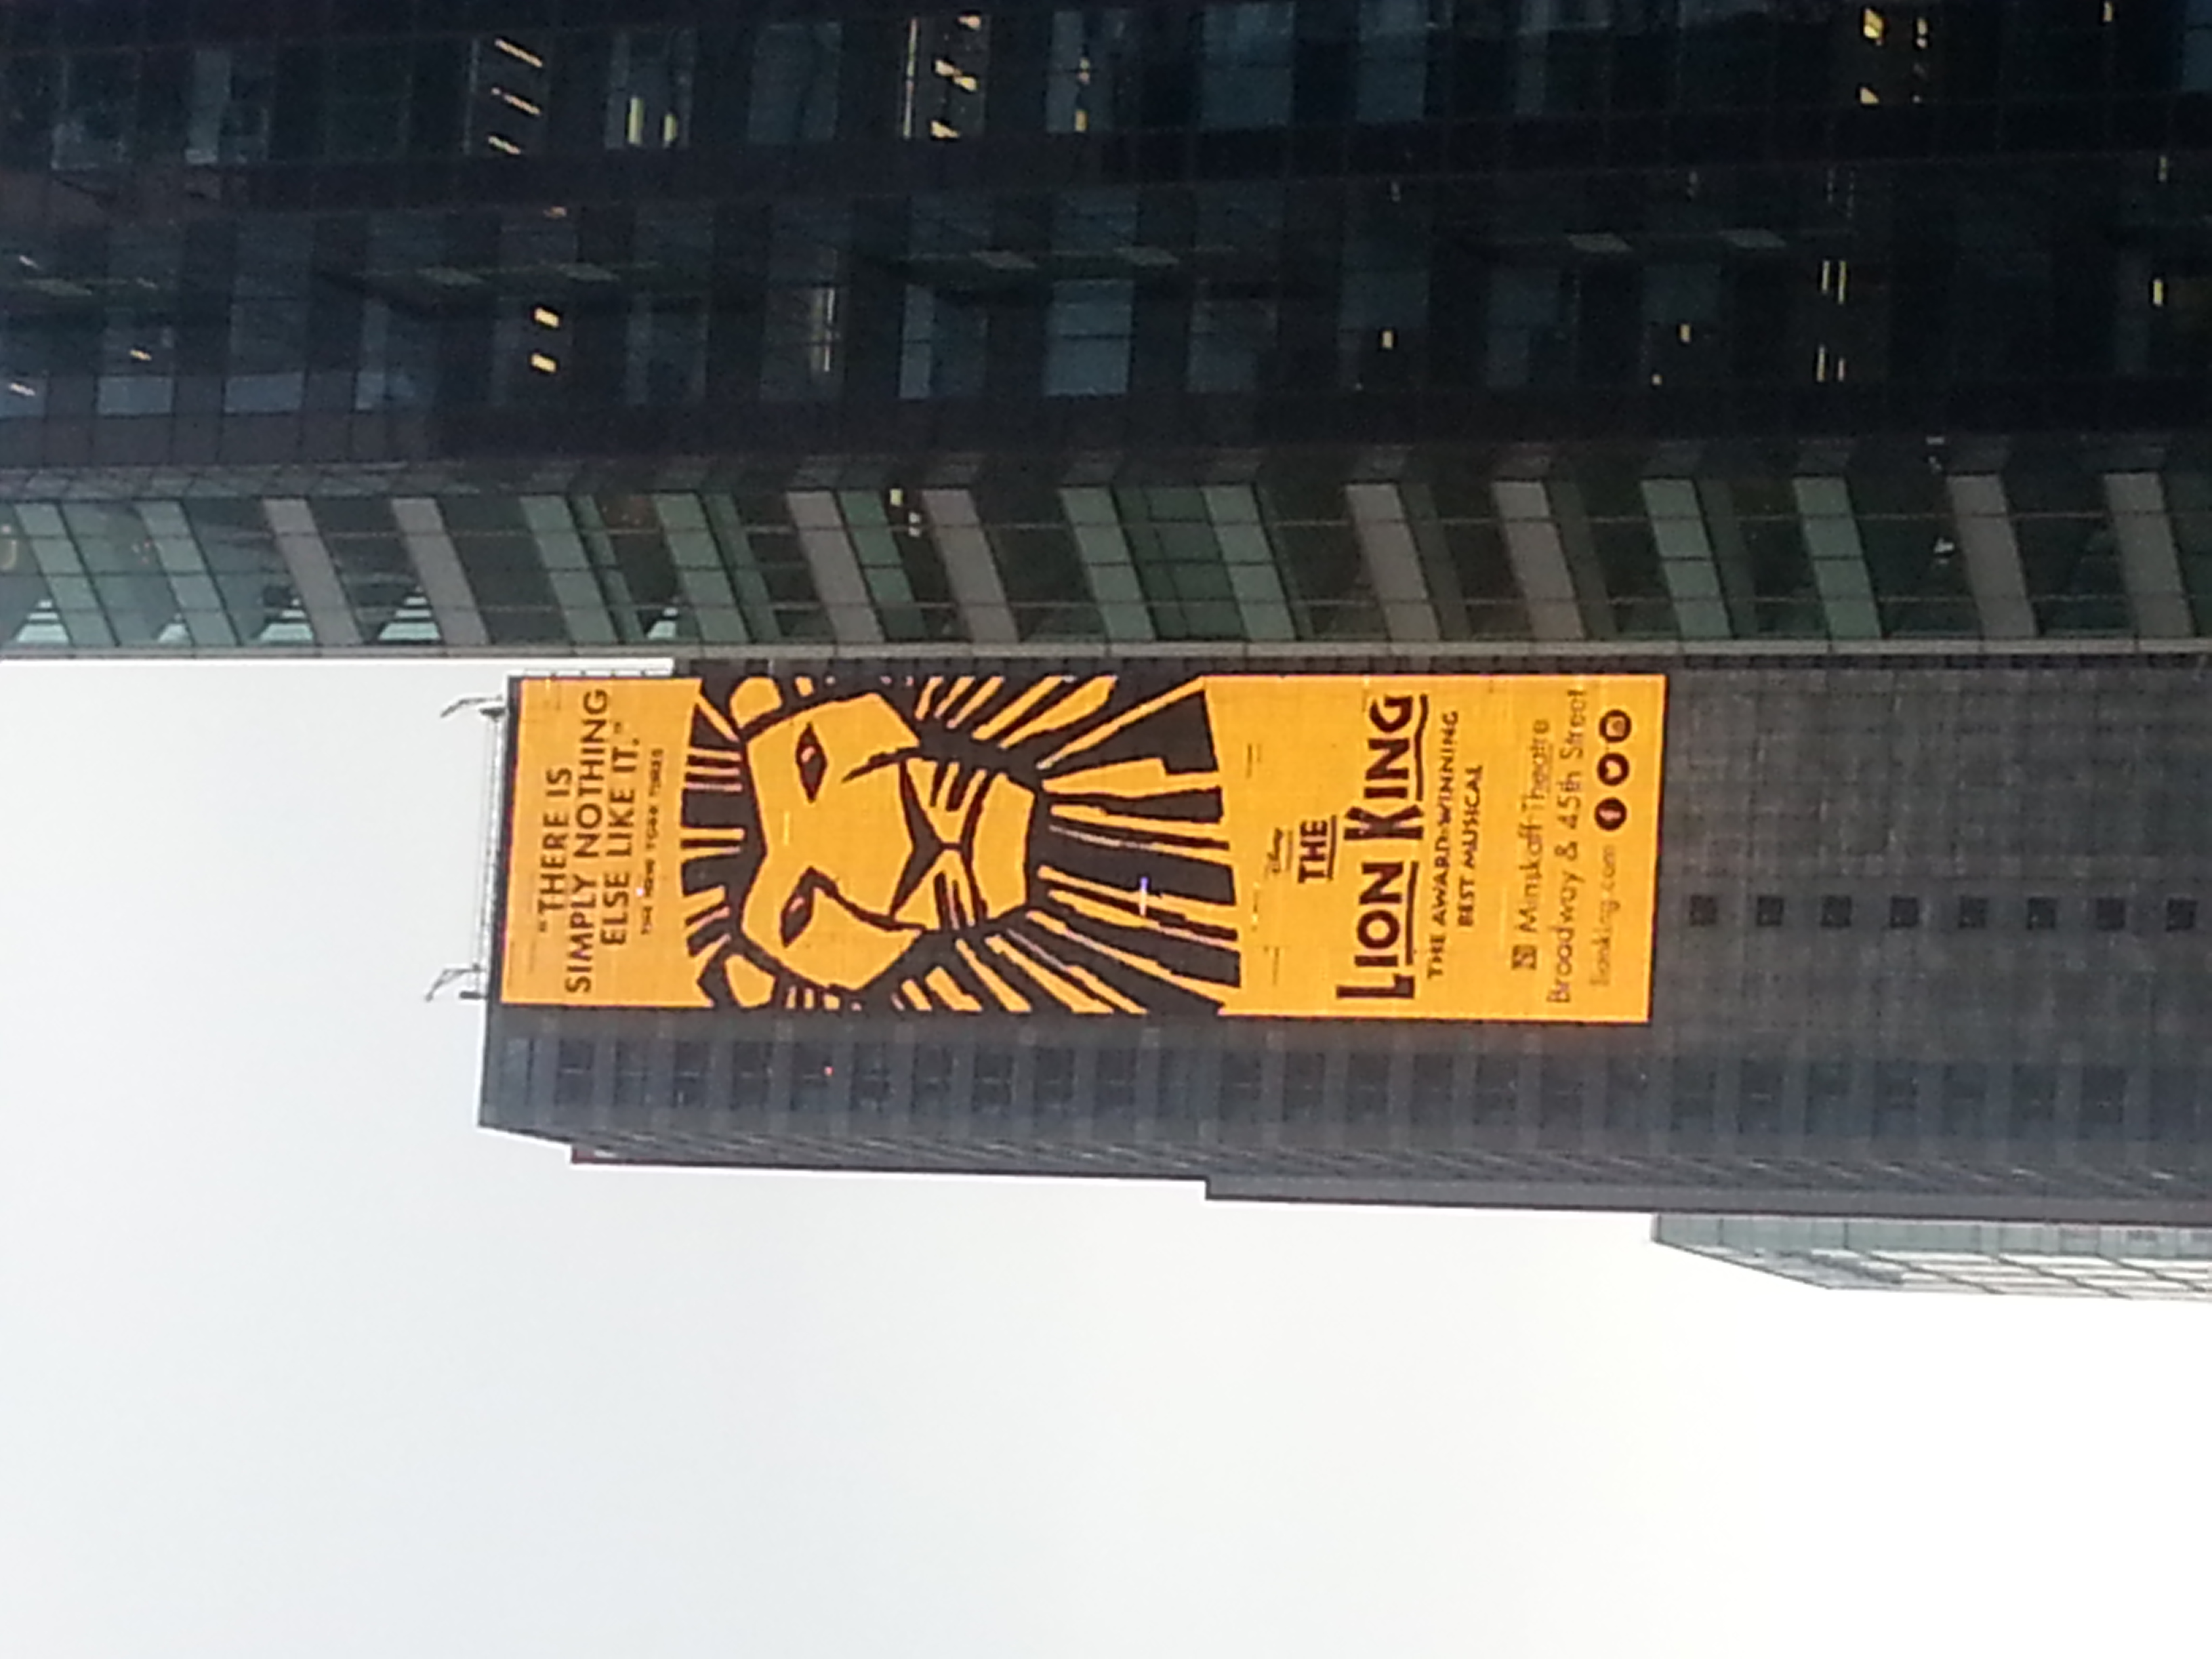 "THERE IS
SIMPLY NOTHING
ELSE LIKE IT."
THE NEW YORK TIMES
Disney
THE
LION KING
THE AWARD-WINNING
BEST MUSICAL
Minskoff Theatre
Broadway & 45th Street
lionking.com